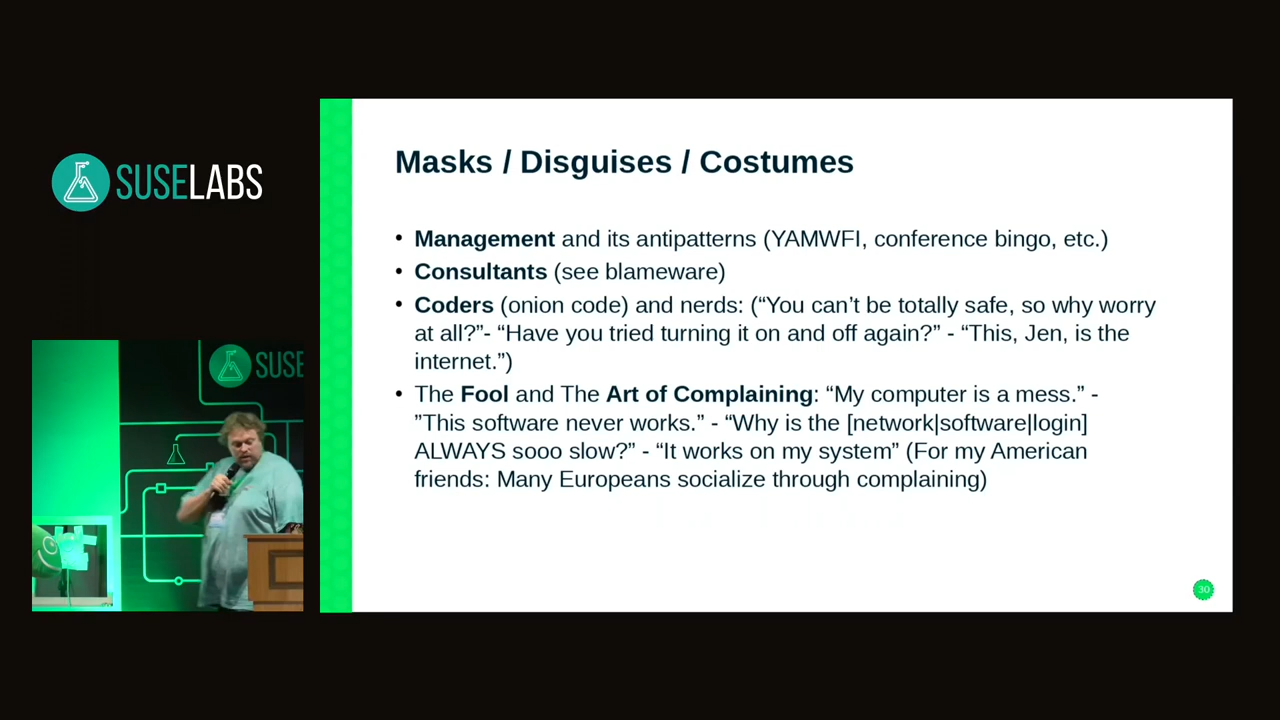 SUSELABS
Masks / Disguises / Costumes
• Management and its antipatterns (YAMWFI, conference bingo, etc.)
• Consultants (see blameware)
• Coders (onion code) and nerds: (“You can’t be totally safe, so why worry
at all?”- “Have you tried turning it on and off again?” - “This, Jen, is the
internet.”)
• The Fool and The Art of Complaining: “My computer is a mess.” -
”This software never works.” - “Why is the [network|software|login]
ALWAYS sooo slow?” - “It works on my system” (For my American
friends: Many Europeans socialize through complaining)
30
SUSE